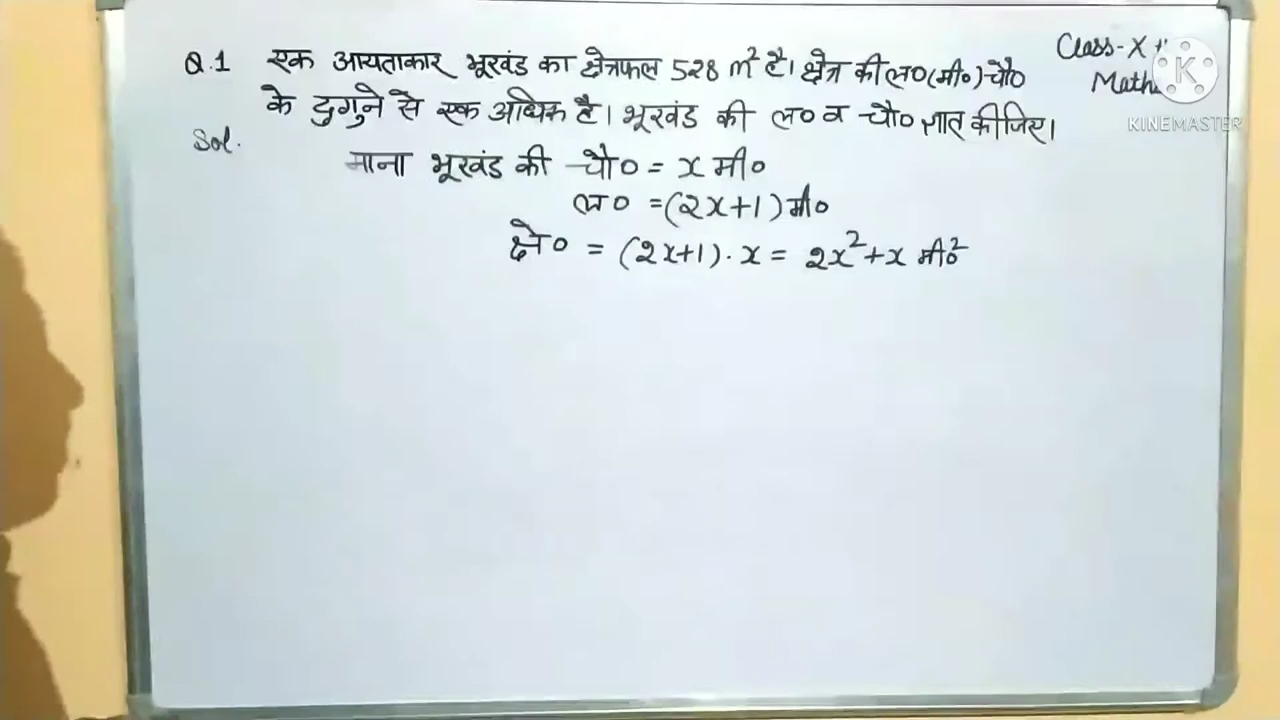 Q.1 एक आयताकार भूखंड का क्षेत्रफल 528 m² है। क्षेत्र की ल०(मी०) चौ०
के दुगुने से एक अधिक है। भूखंड की ल० व चौ० ज्ञात कीजिए।
Class-X
Maths
KINEMASTER
Sol.
माना भूखंड की चौ० = x मी०
ल० = (2x+1) मी०
क्षे० = (2x+1). x = 2x²+x मी०²